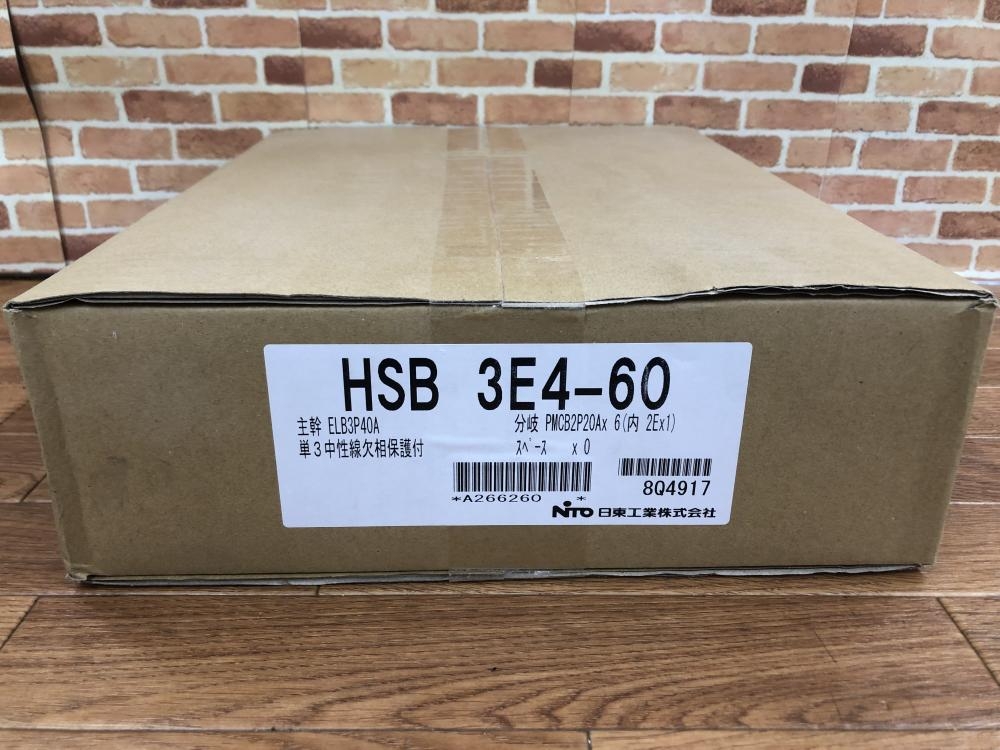 HSB 3E4-60
主幹 ELB3P40A 分岐 PMCB2P20Ax 6(内 2Ex1)
単3中性線欠相保護付 ｽﾍﾟｰｽ x 0
*A266260 * 8Q4917
NITO 日東工業株式会社